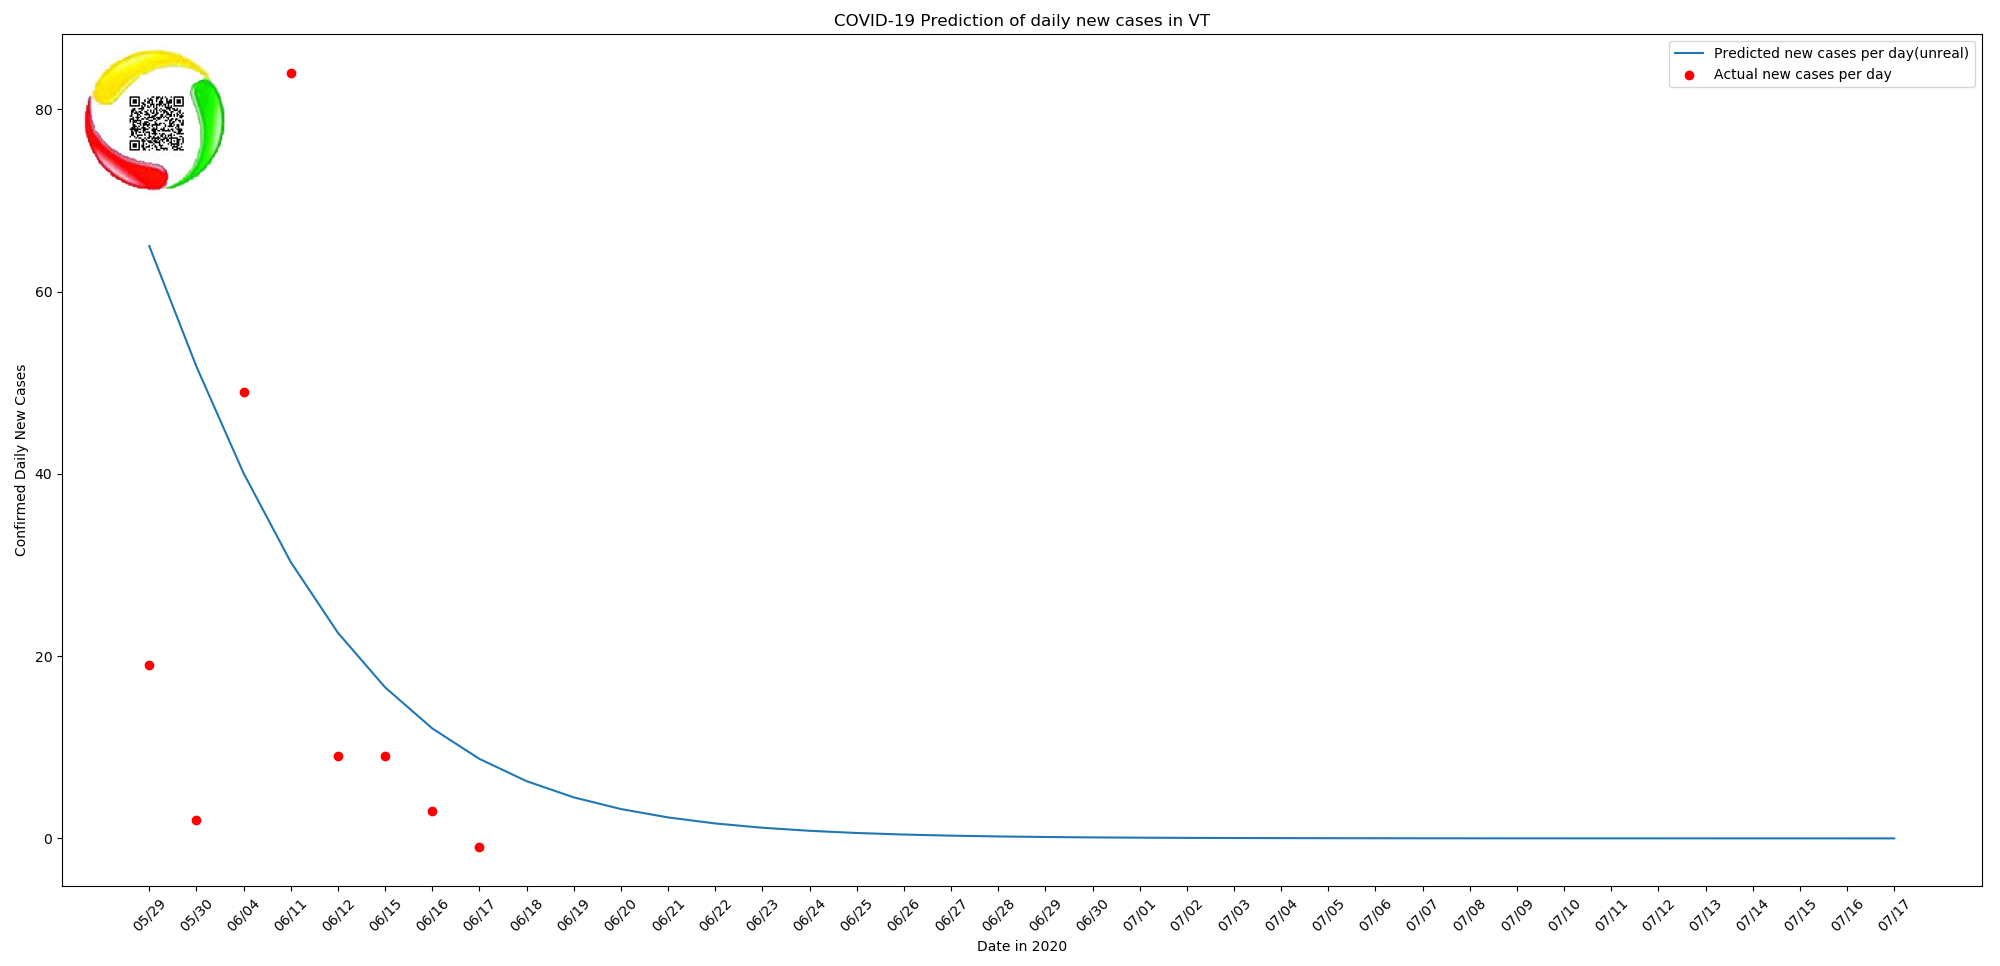 COVID-19 Prediction of daily new cases in VT
Predicted new cases per day(unreal)
Actual new cases per day
Confirmed Daily New Cases
80
60
40
20
0
05/29 05/30 06/04 06/11 06/12 06/15 06/16 06/17 06/18 06/19 06/20 06/21 06/22 06/23 06/24 06/25 06/26 06/27 06/28 06/29 06/30 07/01 07/02 07/03 07/04 07/05 07/06 07/07 07/08 07/09 07/10 07/11 07/12 07/13 07/14 07/15 07/16 07/17
Date in 2020